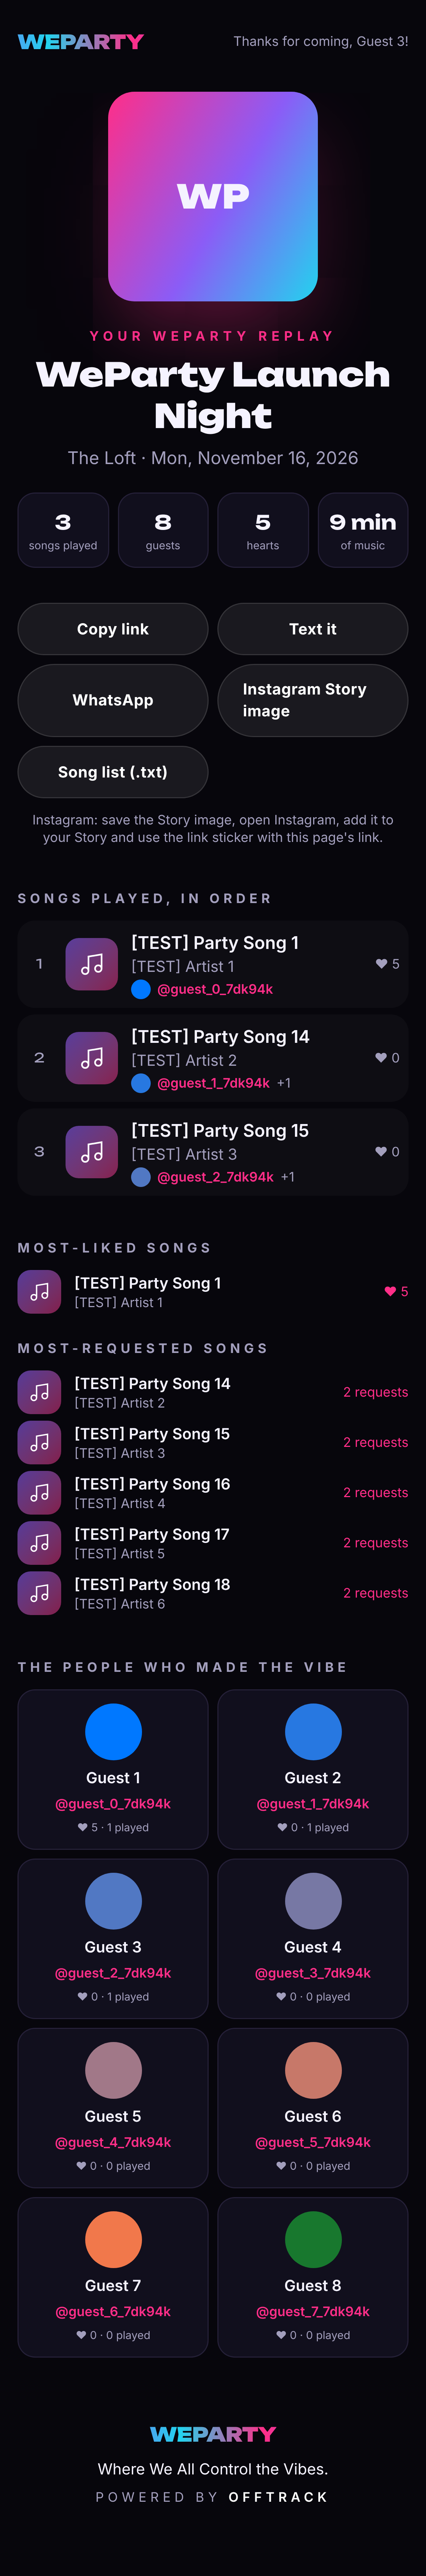 WEPARTY
Thanks for coming, Guest 3!
WP
YOUR WEPARTY REPLAY
WeParty Launch
Night
The Loft · Mon, November 16, 2026
3
songs played
8
guests
5
hearts
9 min
of music
Copy link
Text it
WhatsApp
Instagram Story
image
Song list (.txt)
Instagram: save the Story image, open Instagram, add it to
your Story and use the link sticker with this page's link.
SONGS PLAYED, IN ORDER
1
[TEST] Party Song 1
[TEST] Artist 1
@guest_0_7dk94k
♥ 5
2
[TEST] Party Song 14
[TEST] Artist 2
@guest_1_7dk94k +1
♥ 0
3
[TEST] Party Song 15
[TEST] Artist 3
@guest_2_7dk94k +1
♥ 0
MOST-LIKED SONGS
[TEST] Party Song 1
[TEST] Artist 1
♥ 5
MOST-REQUESTED SONGS
[TEST] Party Song 14
[TEST] Artist 2
2 requests
[TEST] Party Song 15
[TEST] Artist 3
2 requests
[TEST] Party Song 16
[TEST] Artist 4
2 requests
[TEST] Party Song 17
[TEST] Artist 5
2 requests
[TEST] Party Song 18
[TEST] Artist 6
2 requests
THE PEOPLE WHO MADE THE VIBE
Guest 1
@guest_0_7dk94k
♥ 5 · 1 played
Guest 2
@guest_1_7dk94k
♥ 0 · 1 played
Guest 3
@guest_2_7dk94k
♥ 0 · 1 played
Guest 4
@guest_3_7dk94k
♥ 0 · 0 played
Guest 5
@guest_4_7dk94k
♥ 0 · 0 played
Guest 6
@guest_5_7dk94k
♥ 0 · 0 played
Guest 7
@guest_6_7dk94k
♥ 0 · 0 played
Guest 8
@guest_7_7dk94k
♥ 0 · 0 played
WEPARTY
Where We All Control the Vibes.
POWERED BY OFFTRACK